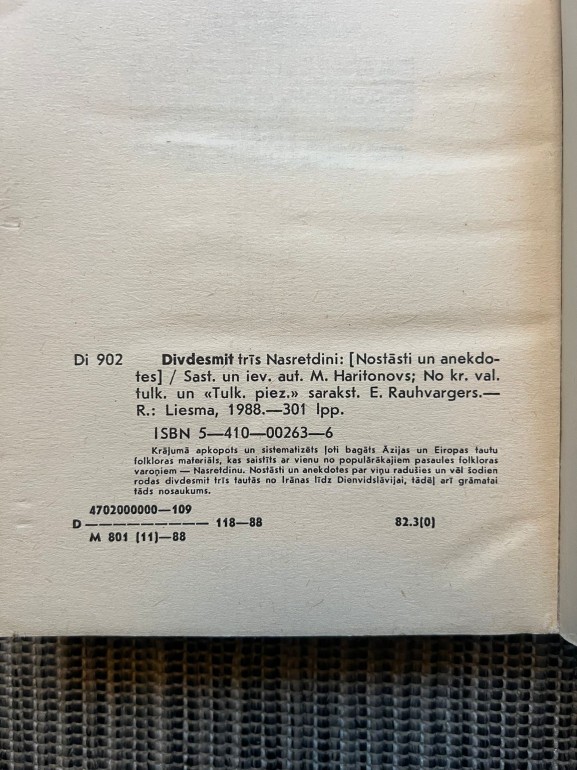 Di 902 Divdesmit trīs Nasretdini: [Nostāsti un anekdo-
tes] / Sast. un iev. aut. M. Haritonovs; No kr. val.
tulk. un «Tulk. piez.» sarakst. E. Rauhvargers.—
R.: Liesma, 1988.—301 lpp.
ISBN 5—410—00263—6
Krājumā apkopots un sistematizēts ļoti bagāts Āzijas un Eiropas tautu
folkloras materiāls, kas saistīts ar vienu no populārākajiem pasaules folkloras
varoņiem — Nasretdinu. Nostāsti un anekdotes par viņu radušies un vēl šodien
rodas divdesmit trīs tautās no Irānas līdz Dienvidslāvijai, tādēļ arī grāmatai
tāds nosaukums.
4702000000—109
D —————————— 118—88 82.3(0)
M 801 (11)—88